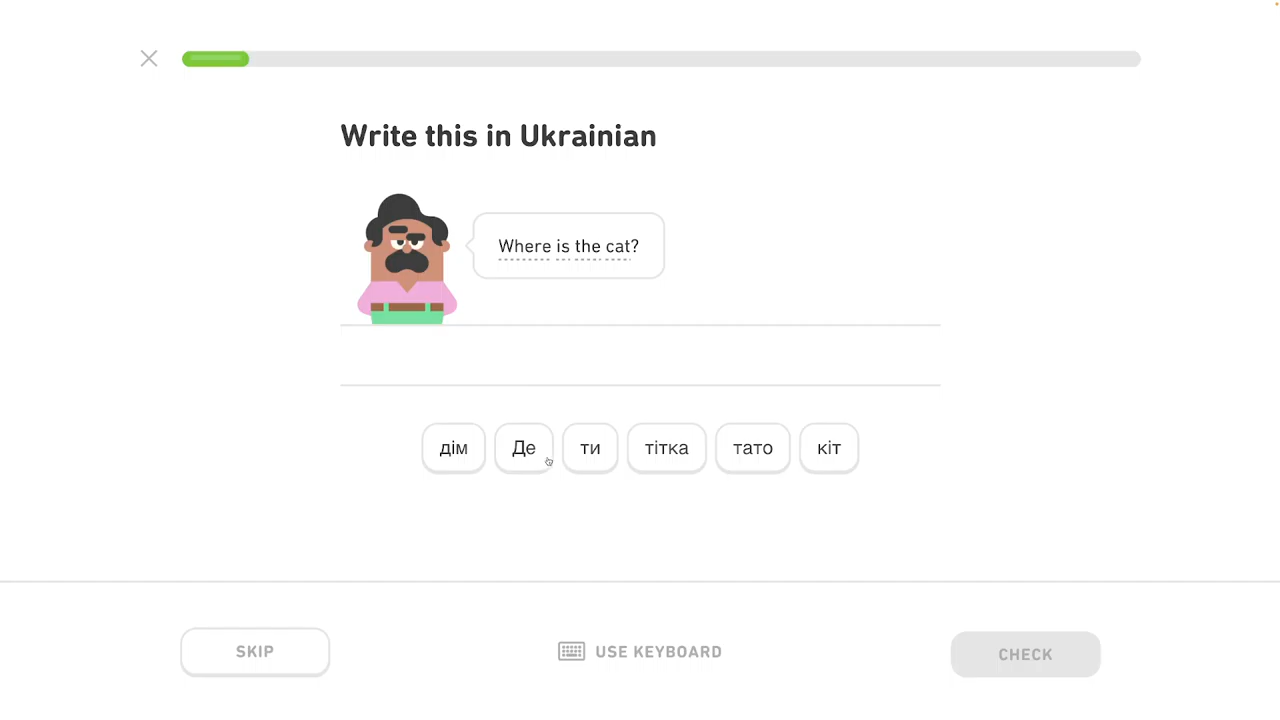 Write this in Ukrainian
Where is the cat?
дім Де ти тітка тато кіт
SKIP USE KEYBOARD CHECK